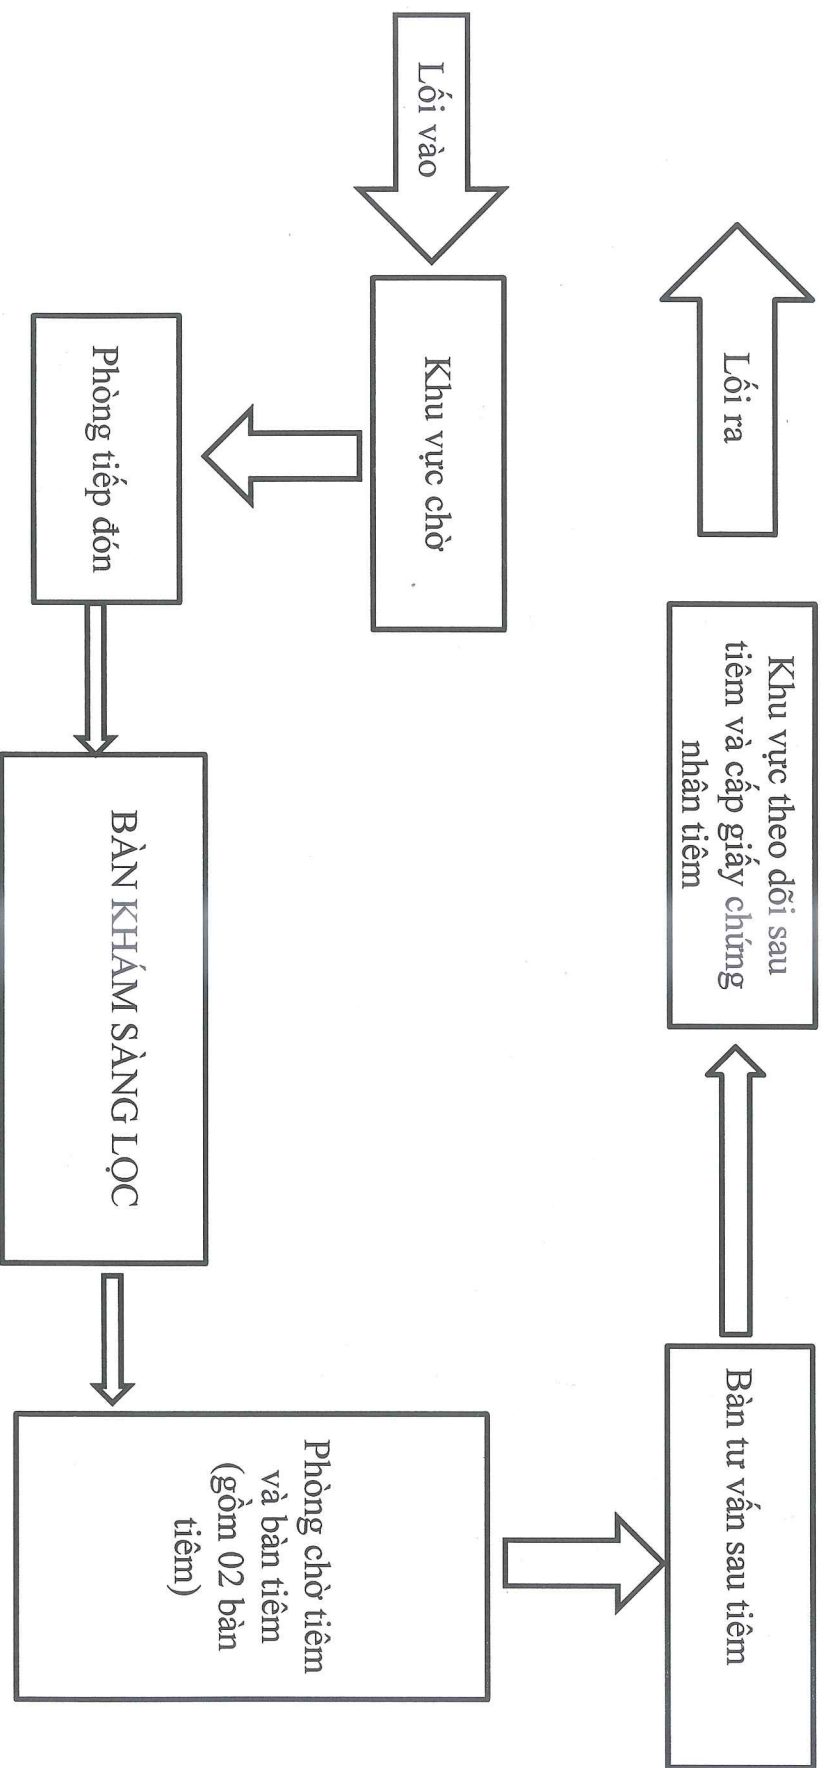 Lối vào
Khu vực chờ
Phòng tiếp đón
BÀN KHÁM SÀNG LỌC
Phòng chờ tiêm
và bàn tiêm
(gồm 02 bàn
tiêm)
Bàn tư vấn sau tiêm
Khu vực theo dõi sau
tiêm và cấp giấy chứng
nhân tiêm
Lối ra